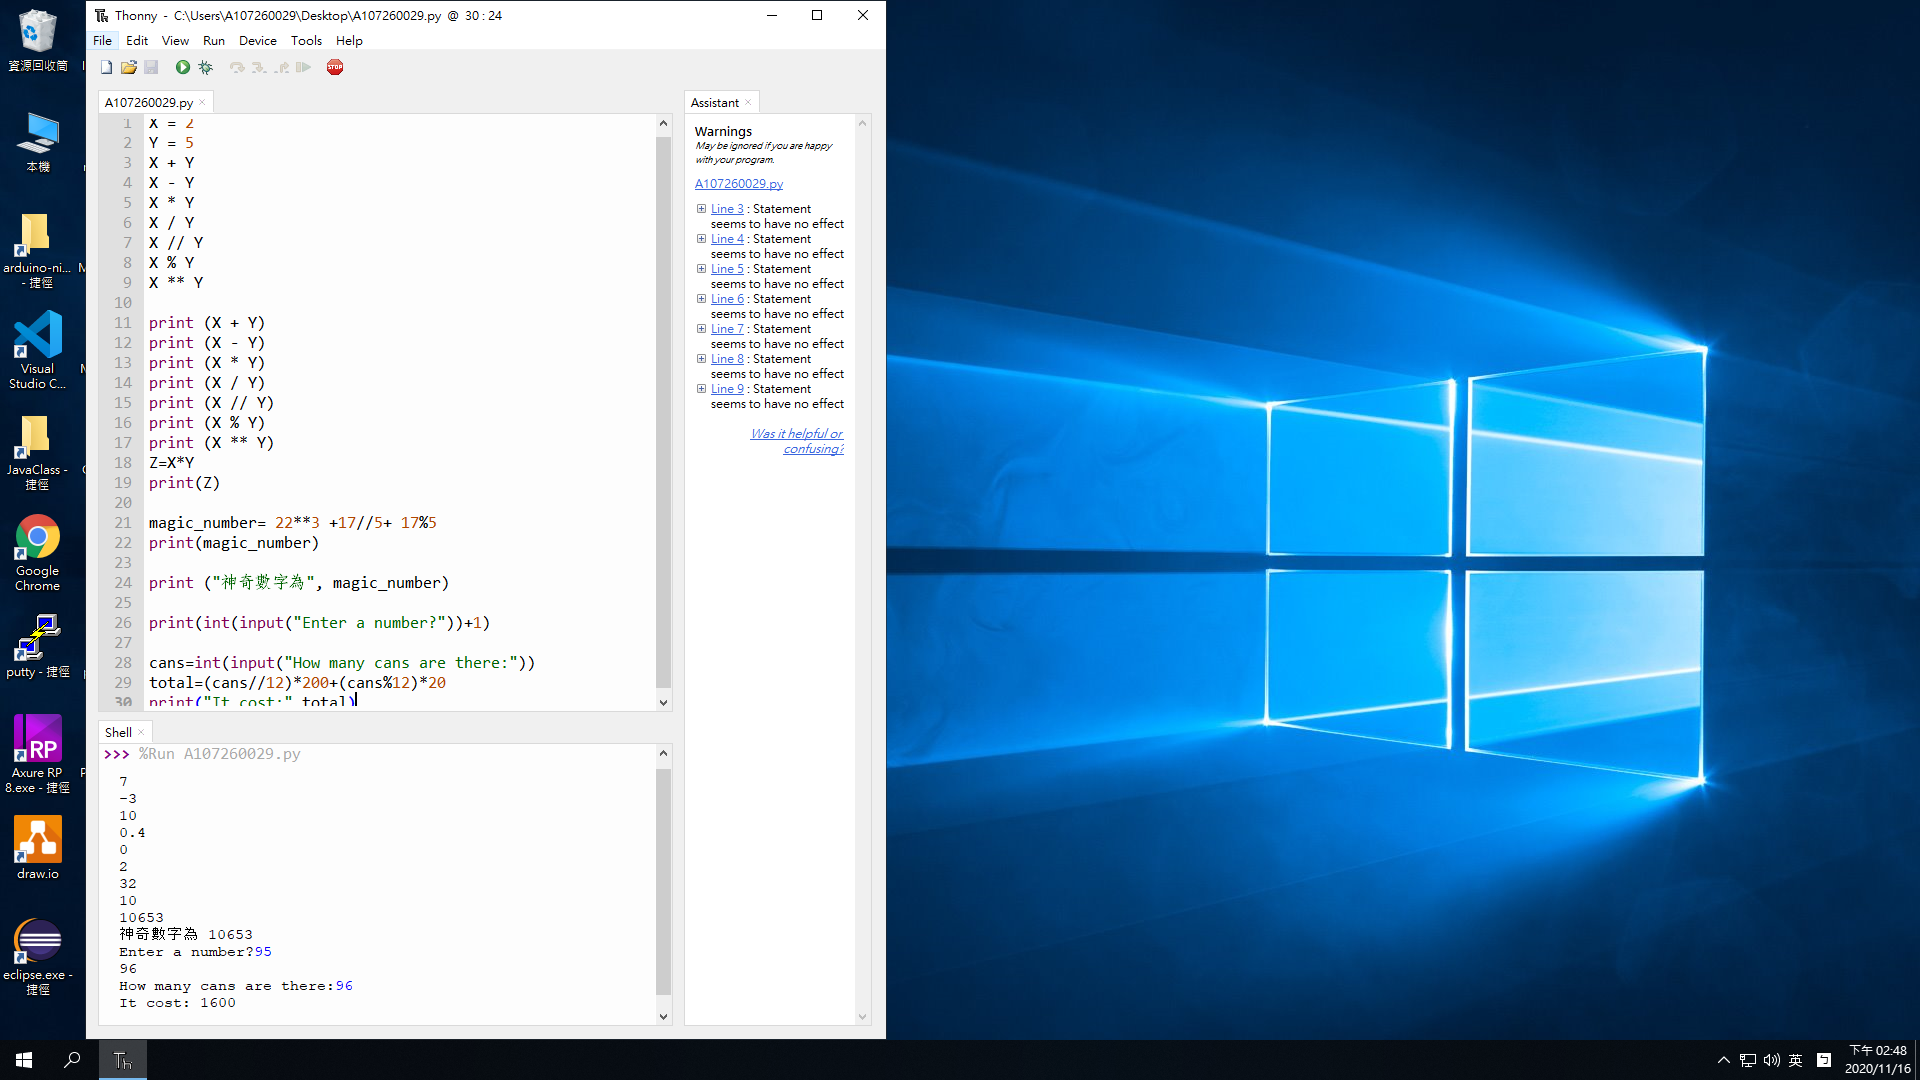 Thonny - C:\Users\A107260029\Desktop\A107260029.py @ 30 : 24
File Edit View Run Device Tools Help
STOP
A107260029.py
1 X = 2
2 Y = 5
3 X + Y
4 X - Y
5 X * Y
6 X / Y
7 X // Y
8 X % Y
9 X ** Y
10
11 print (X + Y)
12 print (X - Y)
13 print (X * Y)
14 print (X / Y)
15 print (X // Y)
16 print (X % Y)
17 print (X ** Y)
18 Z=X*Y
19 print(Z)
20
21 magic_number= 22**3 +17//5+ 17%5
22 print(magic_number)
23
24 print ("神奇數字為", magic_number)
25
26 print(int(input("Enter a number?"))+1)
27
28 cans=int(input("How many cans are there:"))
29 total=(cans//12)*200+(cans%12)*20
30 print("It cost:",total)
Shell
>>> %Run A107260029.py
7
-3
10
0.4
0
2
32
10
10653
神奇數字為 10653
Enter a number?95
96
How many cans are there:96
It cost: 1600
Assistant
Warnings
May be ignored if you are happy
with your program.
A107260029.py
Line 3 : Statement
seems to have no effect
Line 4 : Statement
seems to have no effect
Line 5 : Statement
seems to have no effect
Line 6 : Statement
seems to have no effect
Line 7 : Statement
seems to have no effect
Line 8 : Statement
seems to have no effect
Line 9 : Statement
seems to have no effect
Was it helpful or
confusing?
資源回收筒
本機
arduino-ni...
- 捷徑
Visual
Studio C...
JavaClass -
捷徑
Google
Chrome
putty - 捷徑
RP
Axure RP
8.exe - 捷徑
draw.io
eclipse.exe -
捷徑
Th
英
ㄅ
下午 02:48
2020/11/16